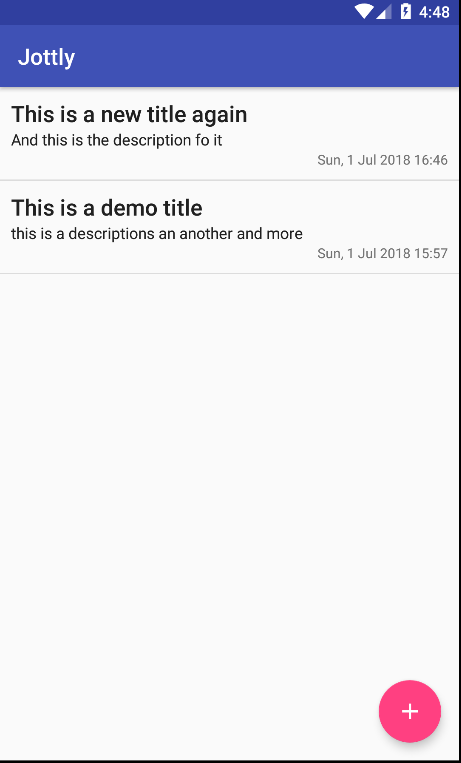 4:48
Jottly
This is a new title again
And this is the description fo it
Sun, 1 Jul 2018 16:46
This is a demo title
this is a descriptions an another and more
Sun, 1 Jul 2018 15:57